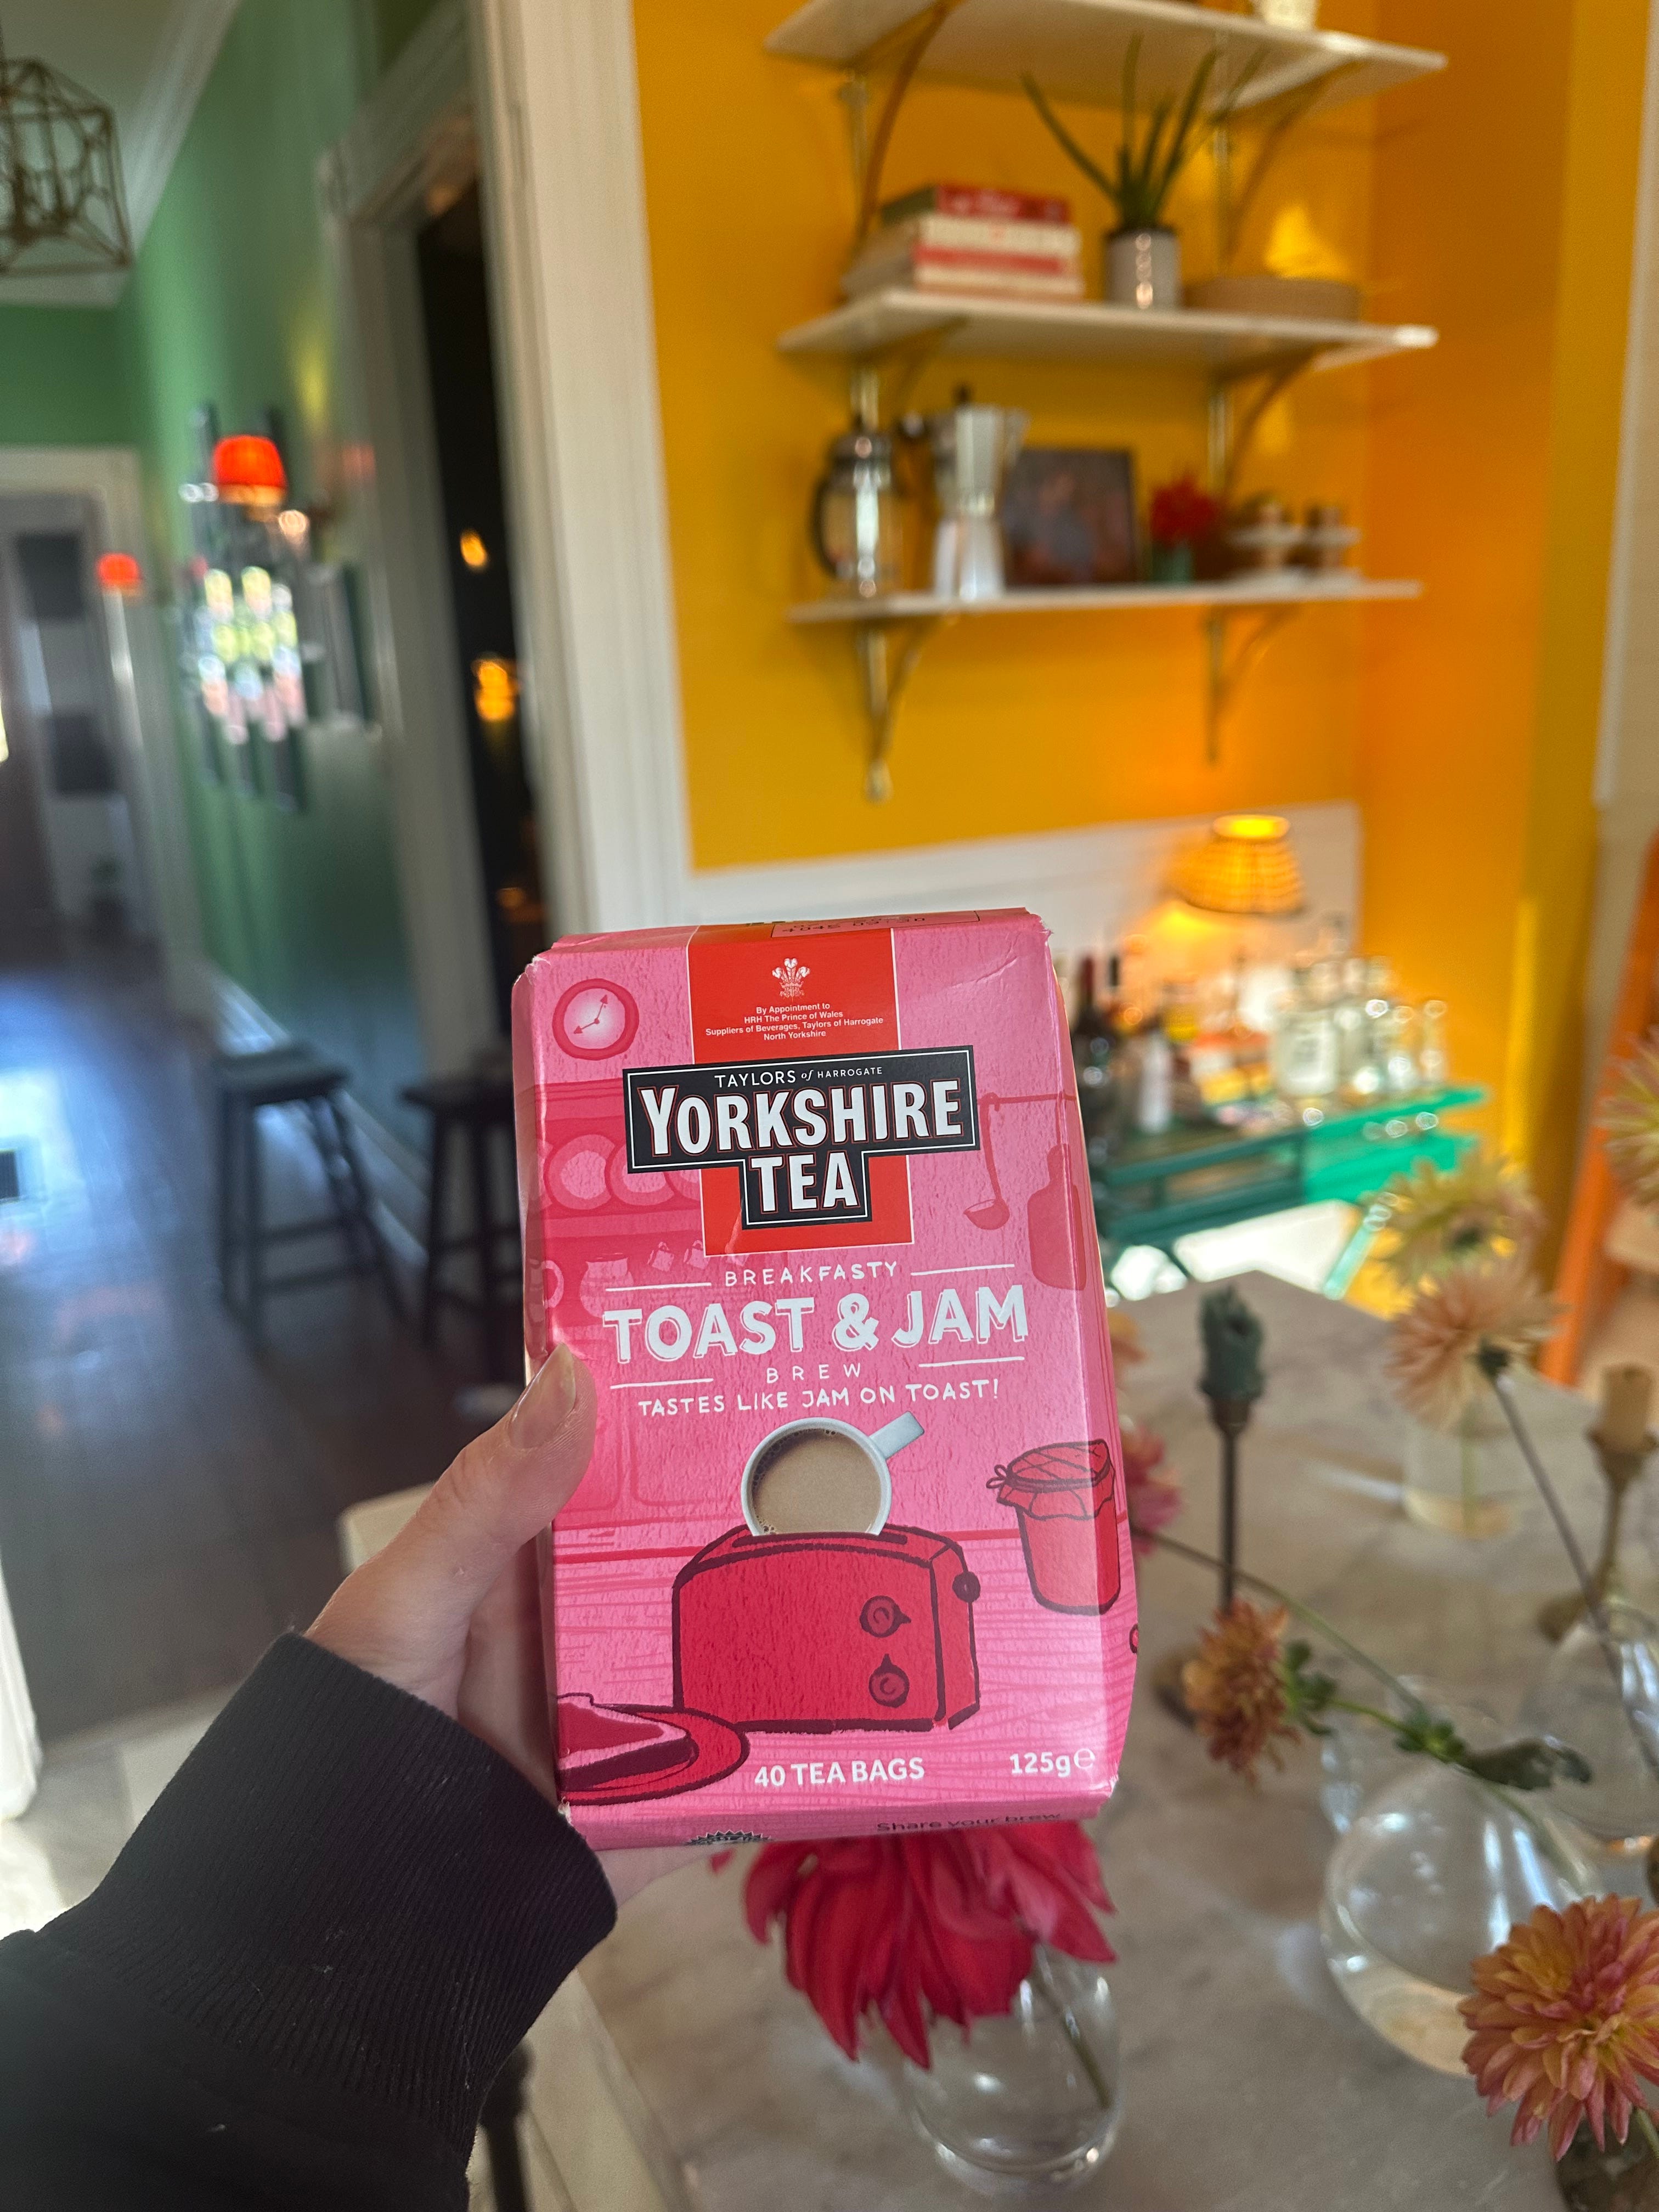 By Appointment to
HRH The Prince of Wales
Suppliers of Beverages, Taylors of Harrogate
North Yorkshire
TAYLORS of HARROGATE
YORKSHIRE
TEA
BREAKFASTY
TOAST & JAM
BREW
TASTES LIKE JAM ON TOAST!
40 TEA BAGS 125g℮
Share your brew